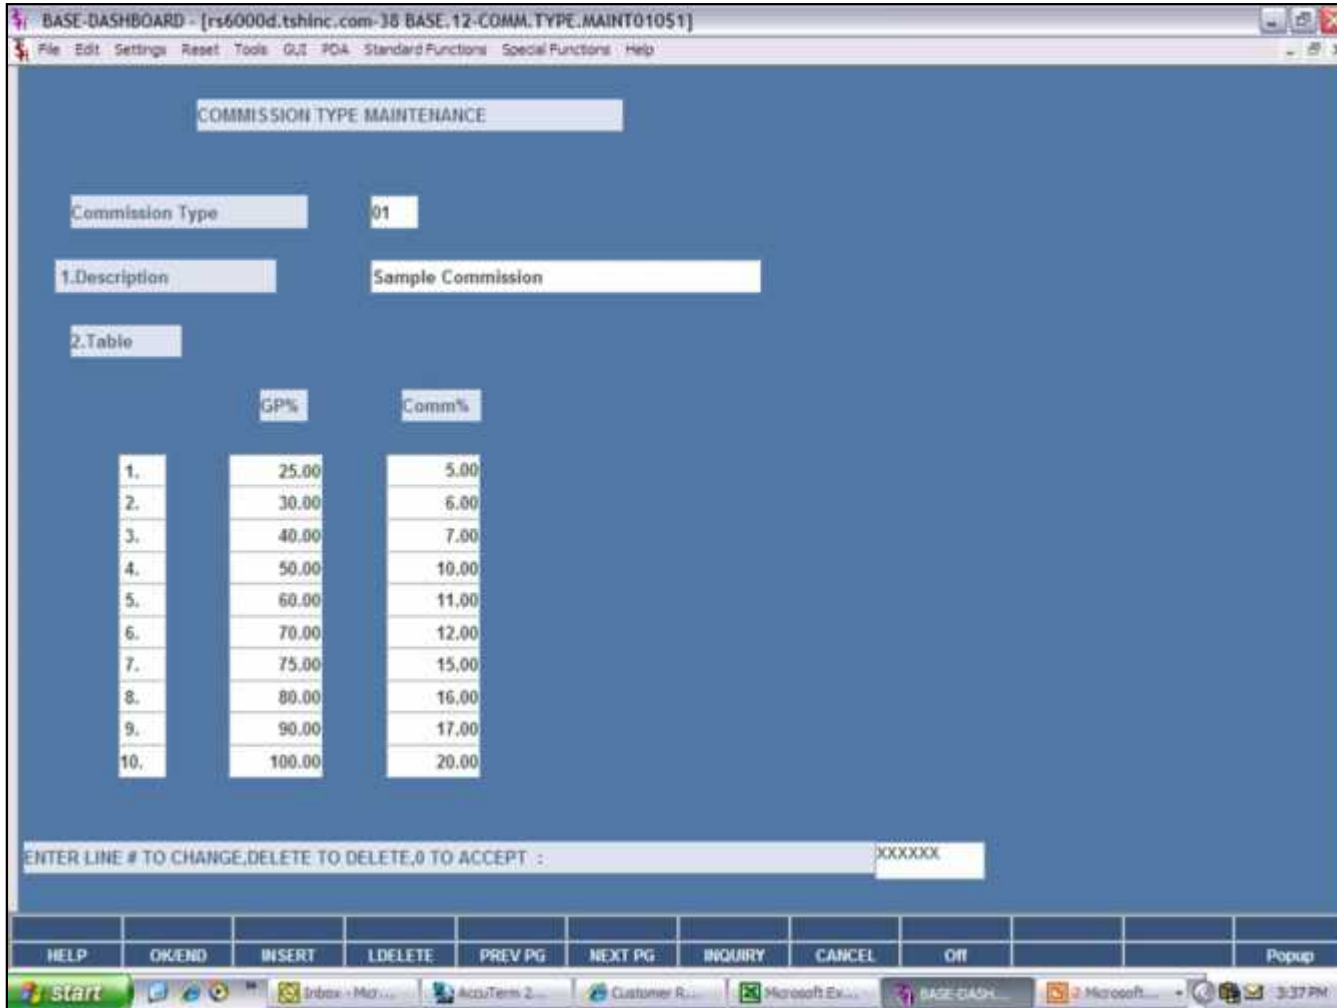 BASE-DASHBOARD - [rs6000d.tshinc.com-38 BASE.12-COMM.TYPE.MAINT01051]
File Edit Settings Reset Tools GUI PDA Standard Functions Special Functions Help
COMMISSION TYPE MAINTENANCE
Commission Type 01
1.Description Sample Commission
2.Table
GP% Comm%
1. 25.00 5.00
2. 30.00 6.00
3. 40.00 7.00
4. 50.00 10.00
5. 60.00 11.00
6. 70.00 12.00
7. 75.00 15.00
8. 80.00 16.00
9. 90.00 17.00
10. 100.00 20.00
ENTER LINE # TO CHANGE,DELETE TO DELETE,0 TO ACCEPT : XXXXXX
HELP OK/END INSERT LDELETE PREV PG NEXT PG INQUIRY CANCEL Off Popup
start Inbox - Micr... AccuTerm 2... Customer R... Microsoft Ex... BASE-DASH... 2 Microsoft... 3:37 PM